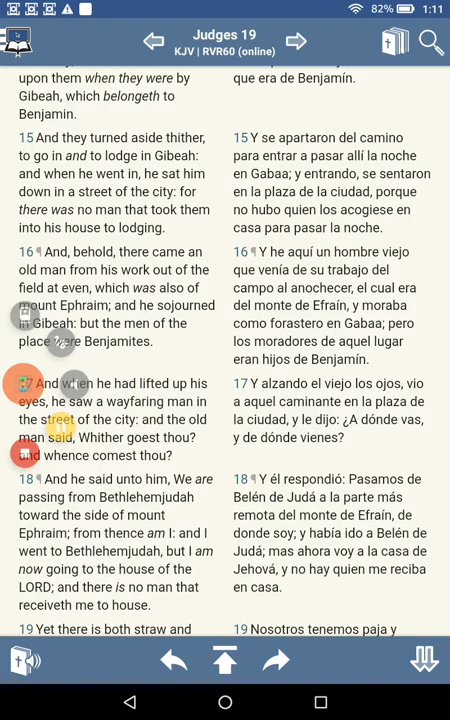 82% 1:11
Judges 19
KJV | RVR60 (online)
upon them when they were by
Gibeah, which belongeth to
Benjamin.
15 And they turned aside thither,
to go in and to lodge in Gibeah:
and when he went in, he sat him
down in a street of the city: for
there was no man that took them
into his house to lodging.
16 ¶ And, behold, there came an
old man from his work out of the
field at even, which was also of
mount Ephraim; and he sojourned
in Gibeah: but the men of the
place were Benjamites.
17 And when he had lifted up his
eyes, he saw a wayfaring man in
the street of the city: and the old
man said, Whither goest thou?
and whence comest thou?
18 ¶ And he said unto him, We are
passing from Bethlehemjudah
toward the side of mount
Ephraim; from thence am I: and I
went to Bethlehemjudah, but I am
now going to the house of the
LORD; and there is no man that
receiveth me to house.
19 Yet there is both straw and
que era de Benjamín.
15 Y se apartaron del camino
para entrar a pasar allí la noche
en Gabaa; y entrando, se sentaron
en la plaza de la ciudad, porque
no hubo quien los acogiese en
casa para pasar la noche.
16 ¶ Y he aquí un hombre viejo
que venía de su trabajo del
campo al anochecer, el cual era
del monte de Efraín, y moraba
como forastero en Gabaa; pero
los moradores de aquel lugar
eran hijos de Benjamín.
17 Y alzando el viejo los ojos, vio
a aquel caminante en la plaza de
la ciudad, y le dijo: ¿A dónde vas,
y de dónde vienes?
18 ¶ Y él respondió: Pasamos de
Belén de Judá a la parte más
remota del monte de Efraín, de
donde soy; y había ido a Belén de
Judá; mas ahora voy a la casa de
Jehová, y no hay quien me reciba
en casa.
19 Nosotros tenemos paja y